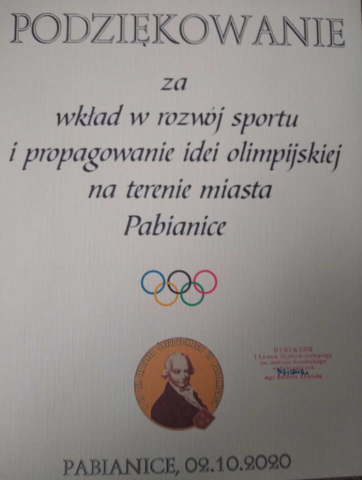 PODZIĘKOWANIE
za
wkład w rozwój sportu
i propagowanie idei olimpijskiej
na terenie miasta
Pabianice
DYREKTOR
PABIANICE, 02.10.2020